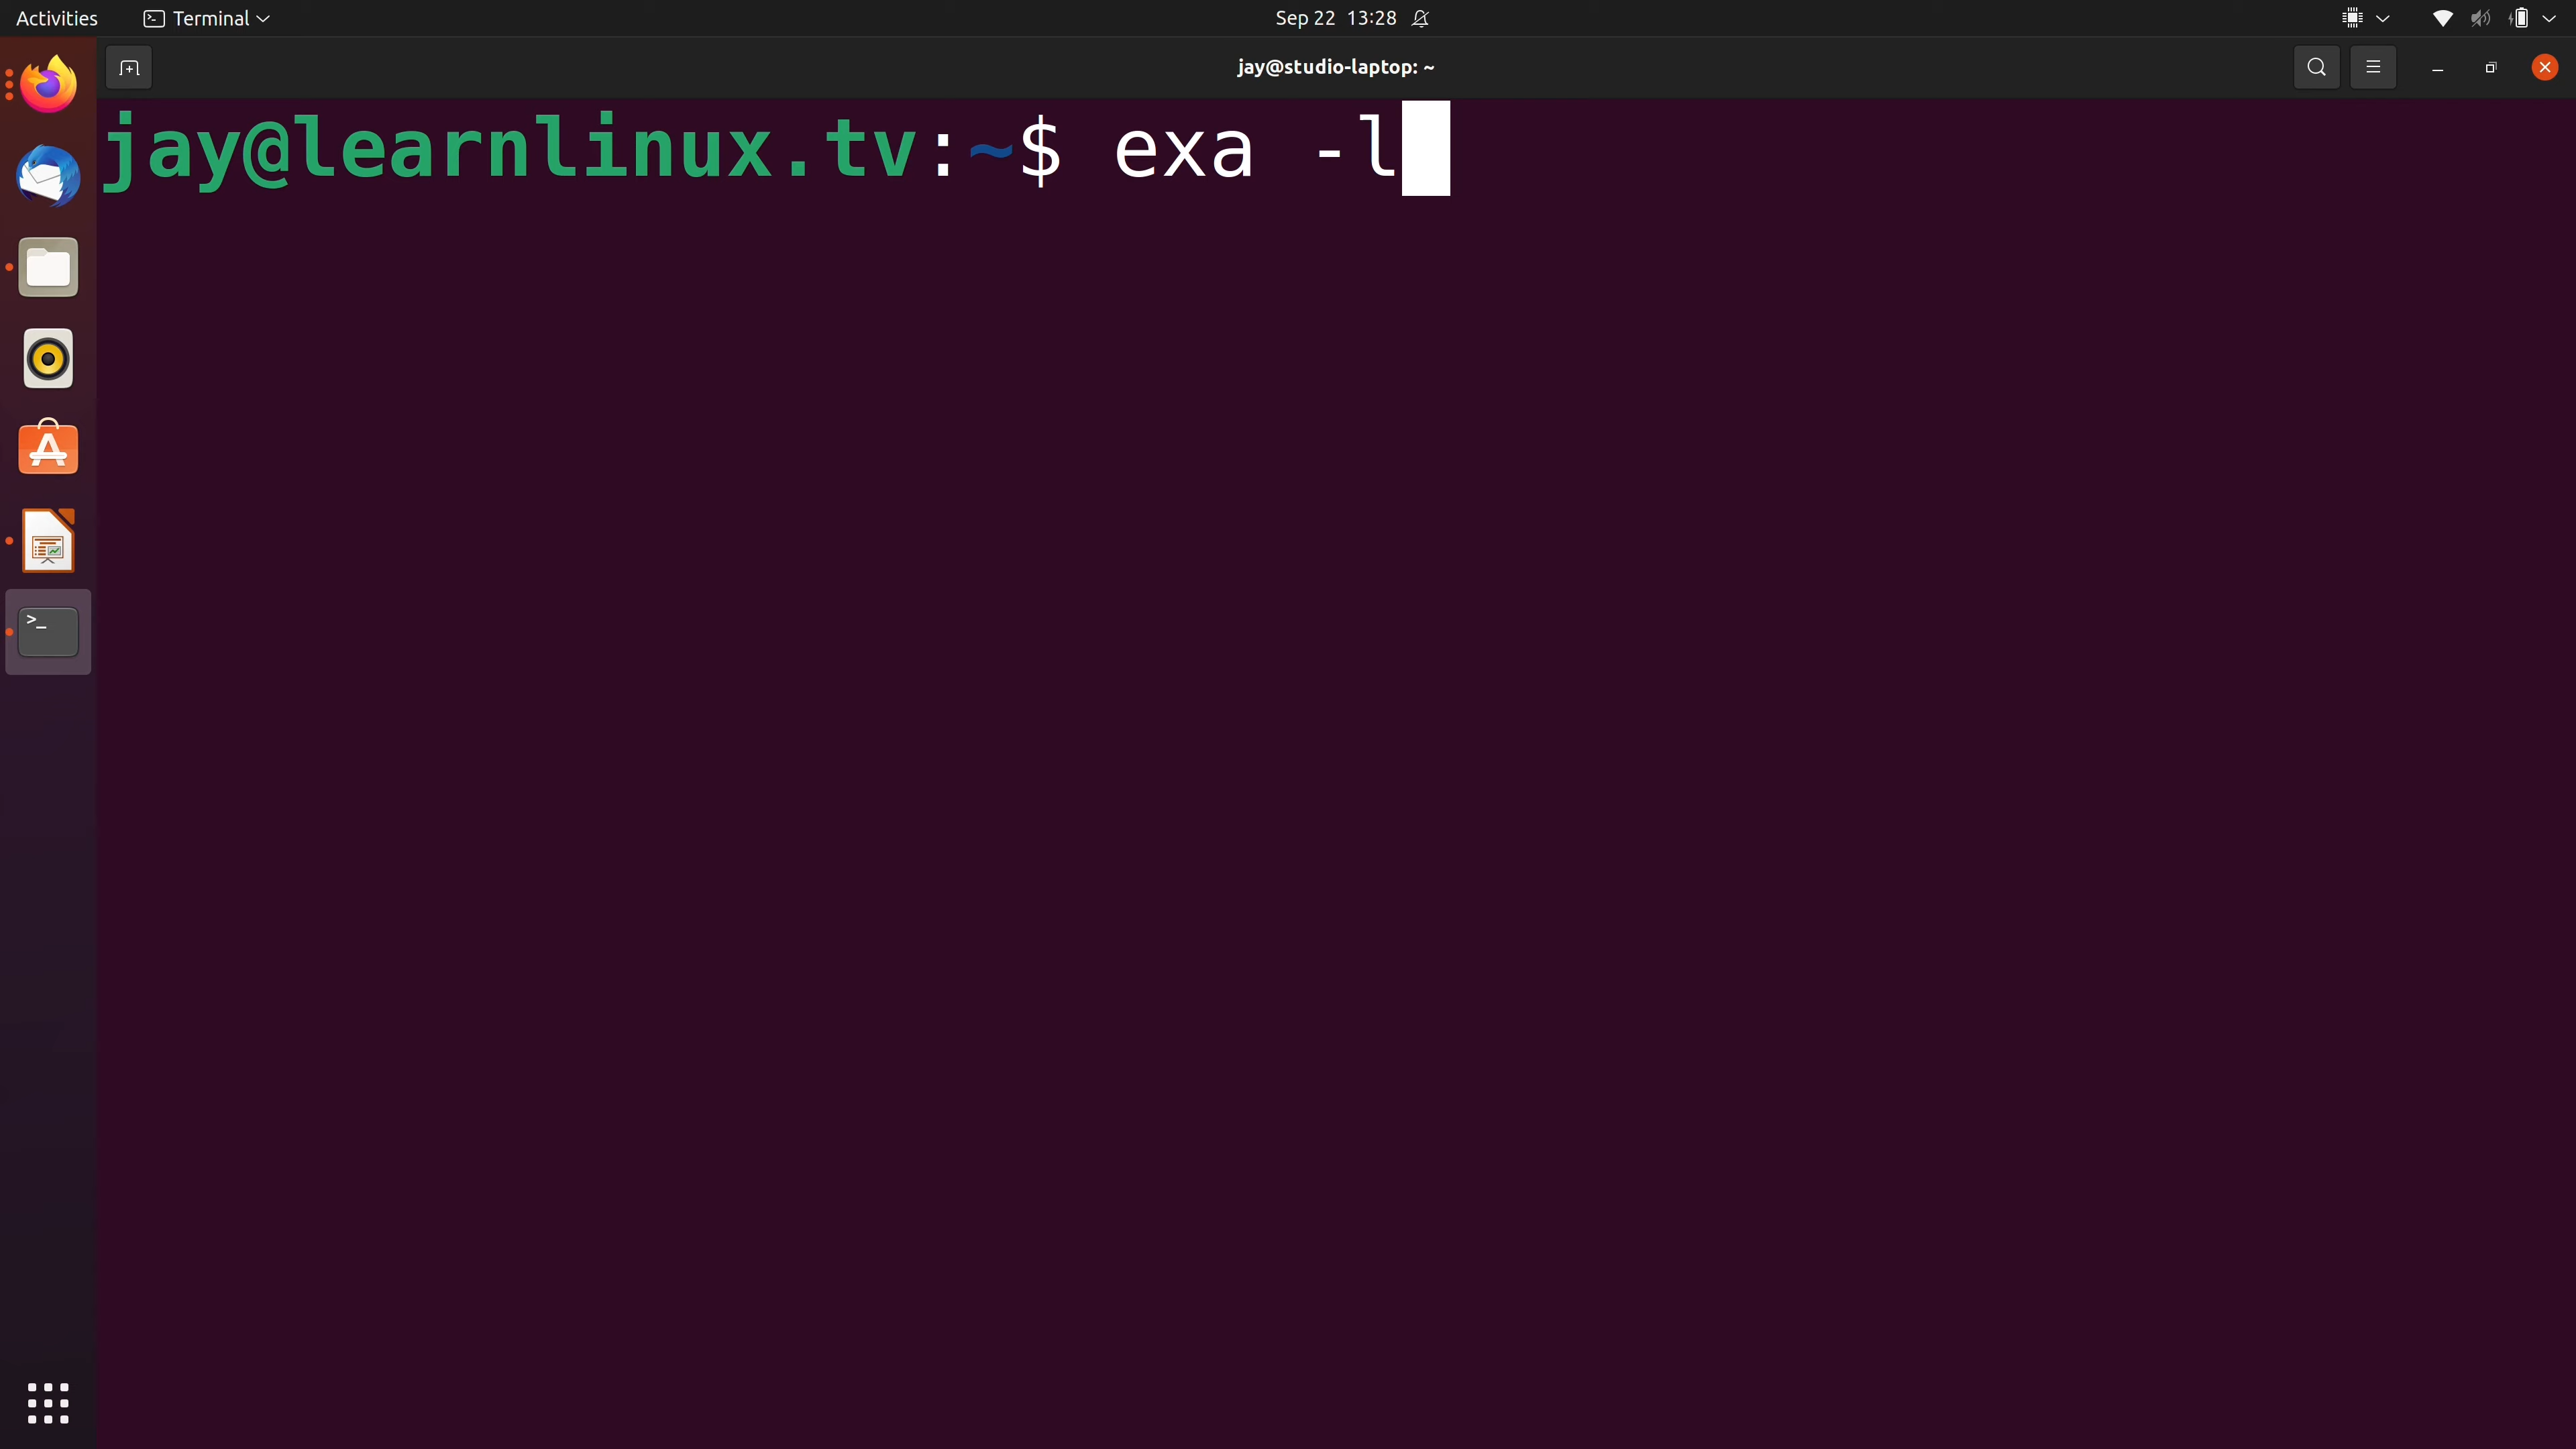 Activities
Terminal
Sep 22 13:28
jay@studio-laptop: ~
jay@learnlinux.tv:~$ exa -l
>_